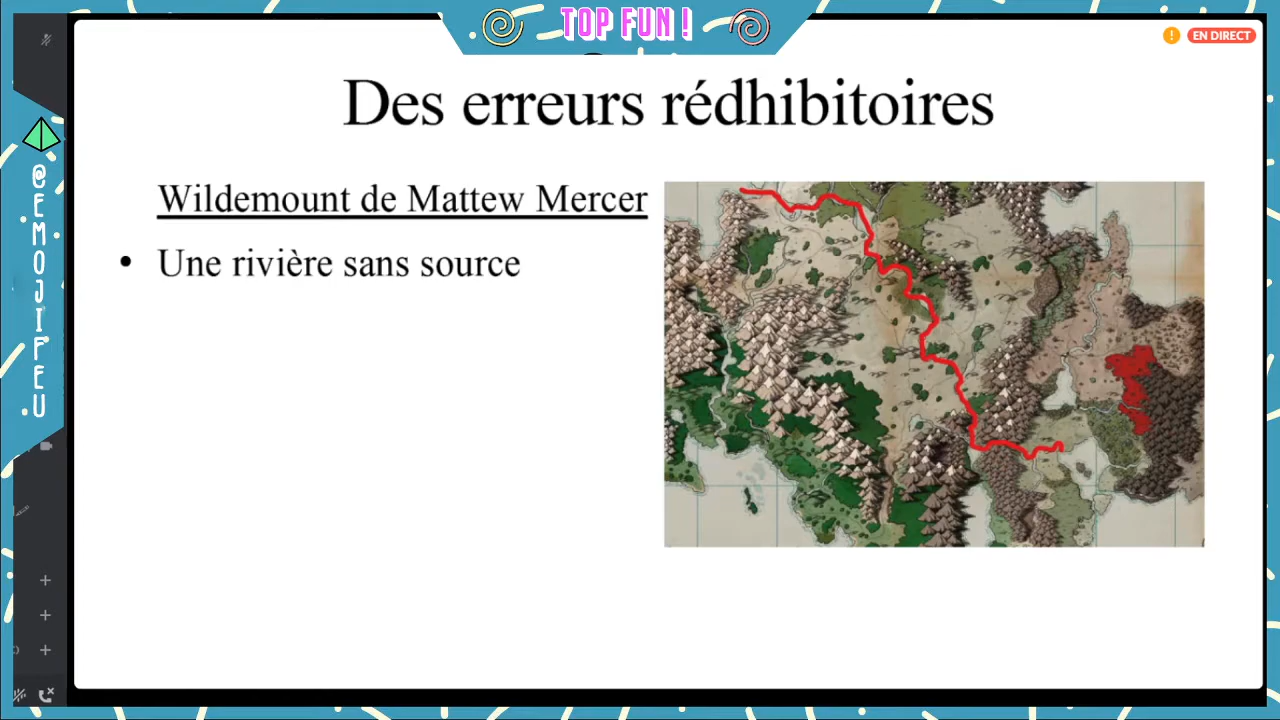 TOP FUN !
EN DIRECT
Des erreurs rédhibitoires
@EMOJIFEU
Wildemount de Mattew Mercer
• Une rivière sans source